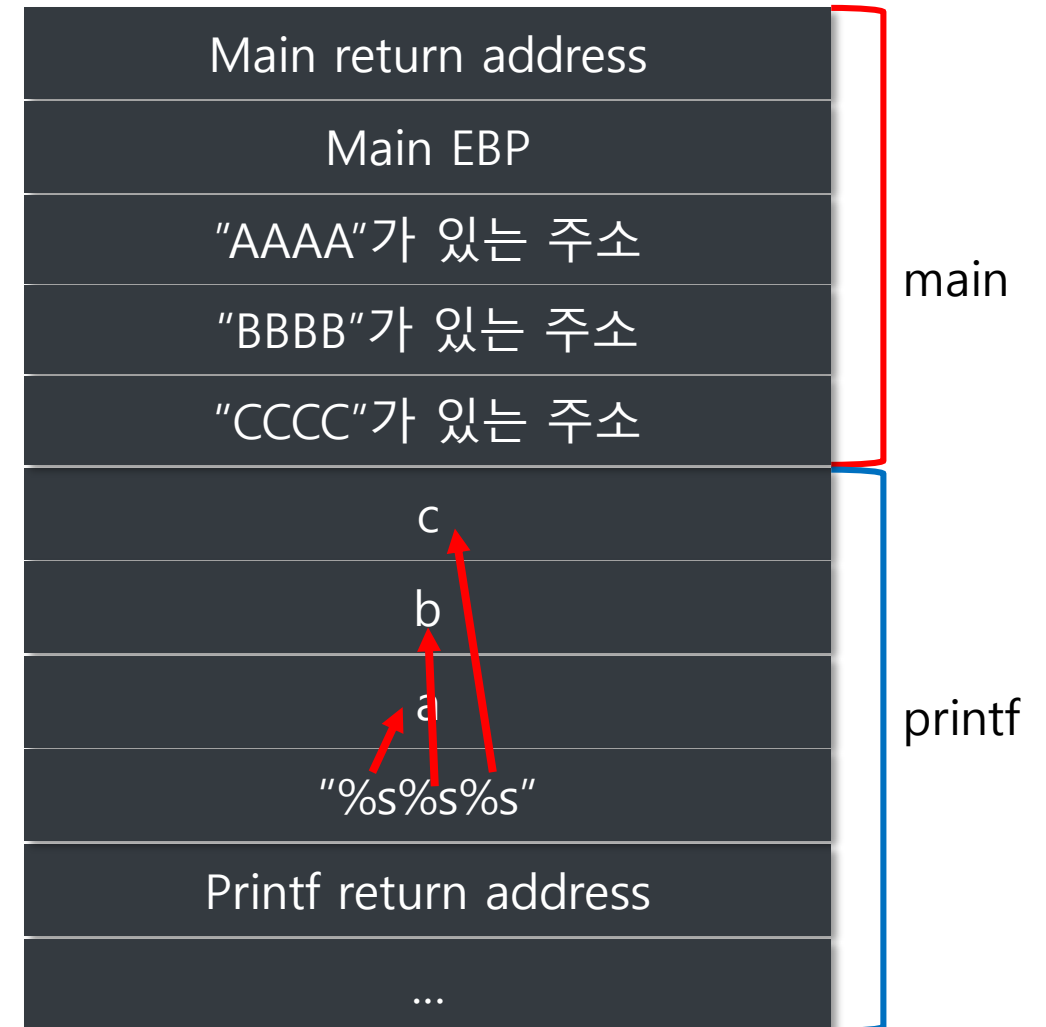 Main return address
Main EBP
"AAAA"가 있는 주소
"BBBB"가 있는 주소
"CCCC"가 있는 주소
main
c
b
a
printf
"%s%s%s"
Printf return address
...